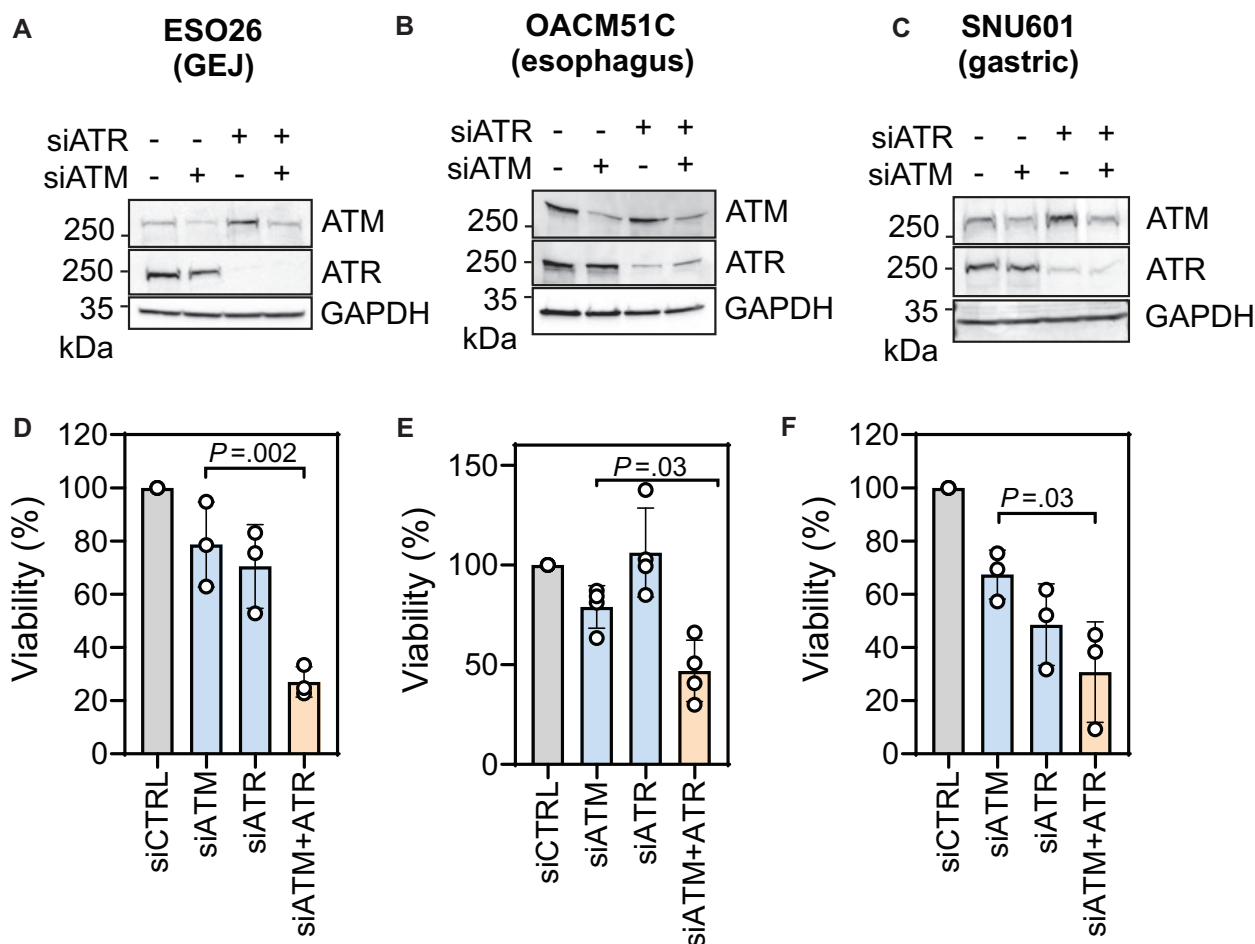 A
ESO26
(GEJ)
siATR - - + +
siATM - + - +
250
ATM
250
ATR
35
GAPDH
kDa
B
OACM51C
(esophagus)
siATR - - + +
siATM - + - +
250
ATM
250
ATR
35
GAPDH
kDa
C
SNU601
(gastric)
siATR - - + +
siATM - + - +
250
ATM
250
ATR
35
GAPDH
kDa
D
Viability (%)
120
100
80
60
40
20
0
P=.002
siCTRL
siATM
siATR
siATM+ATR
E
Viability (%)
150
100
50
0
P=.03
siCTRL
siATM
siATR
siATM+ATR
F
Viability (%)
120
100
80
60
40
20
0
P=.03
siCTRL
siATM
siATR
siATM+ATR